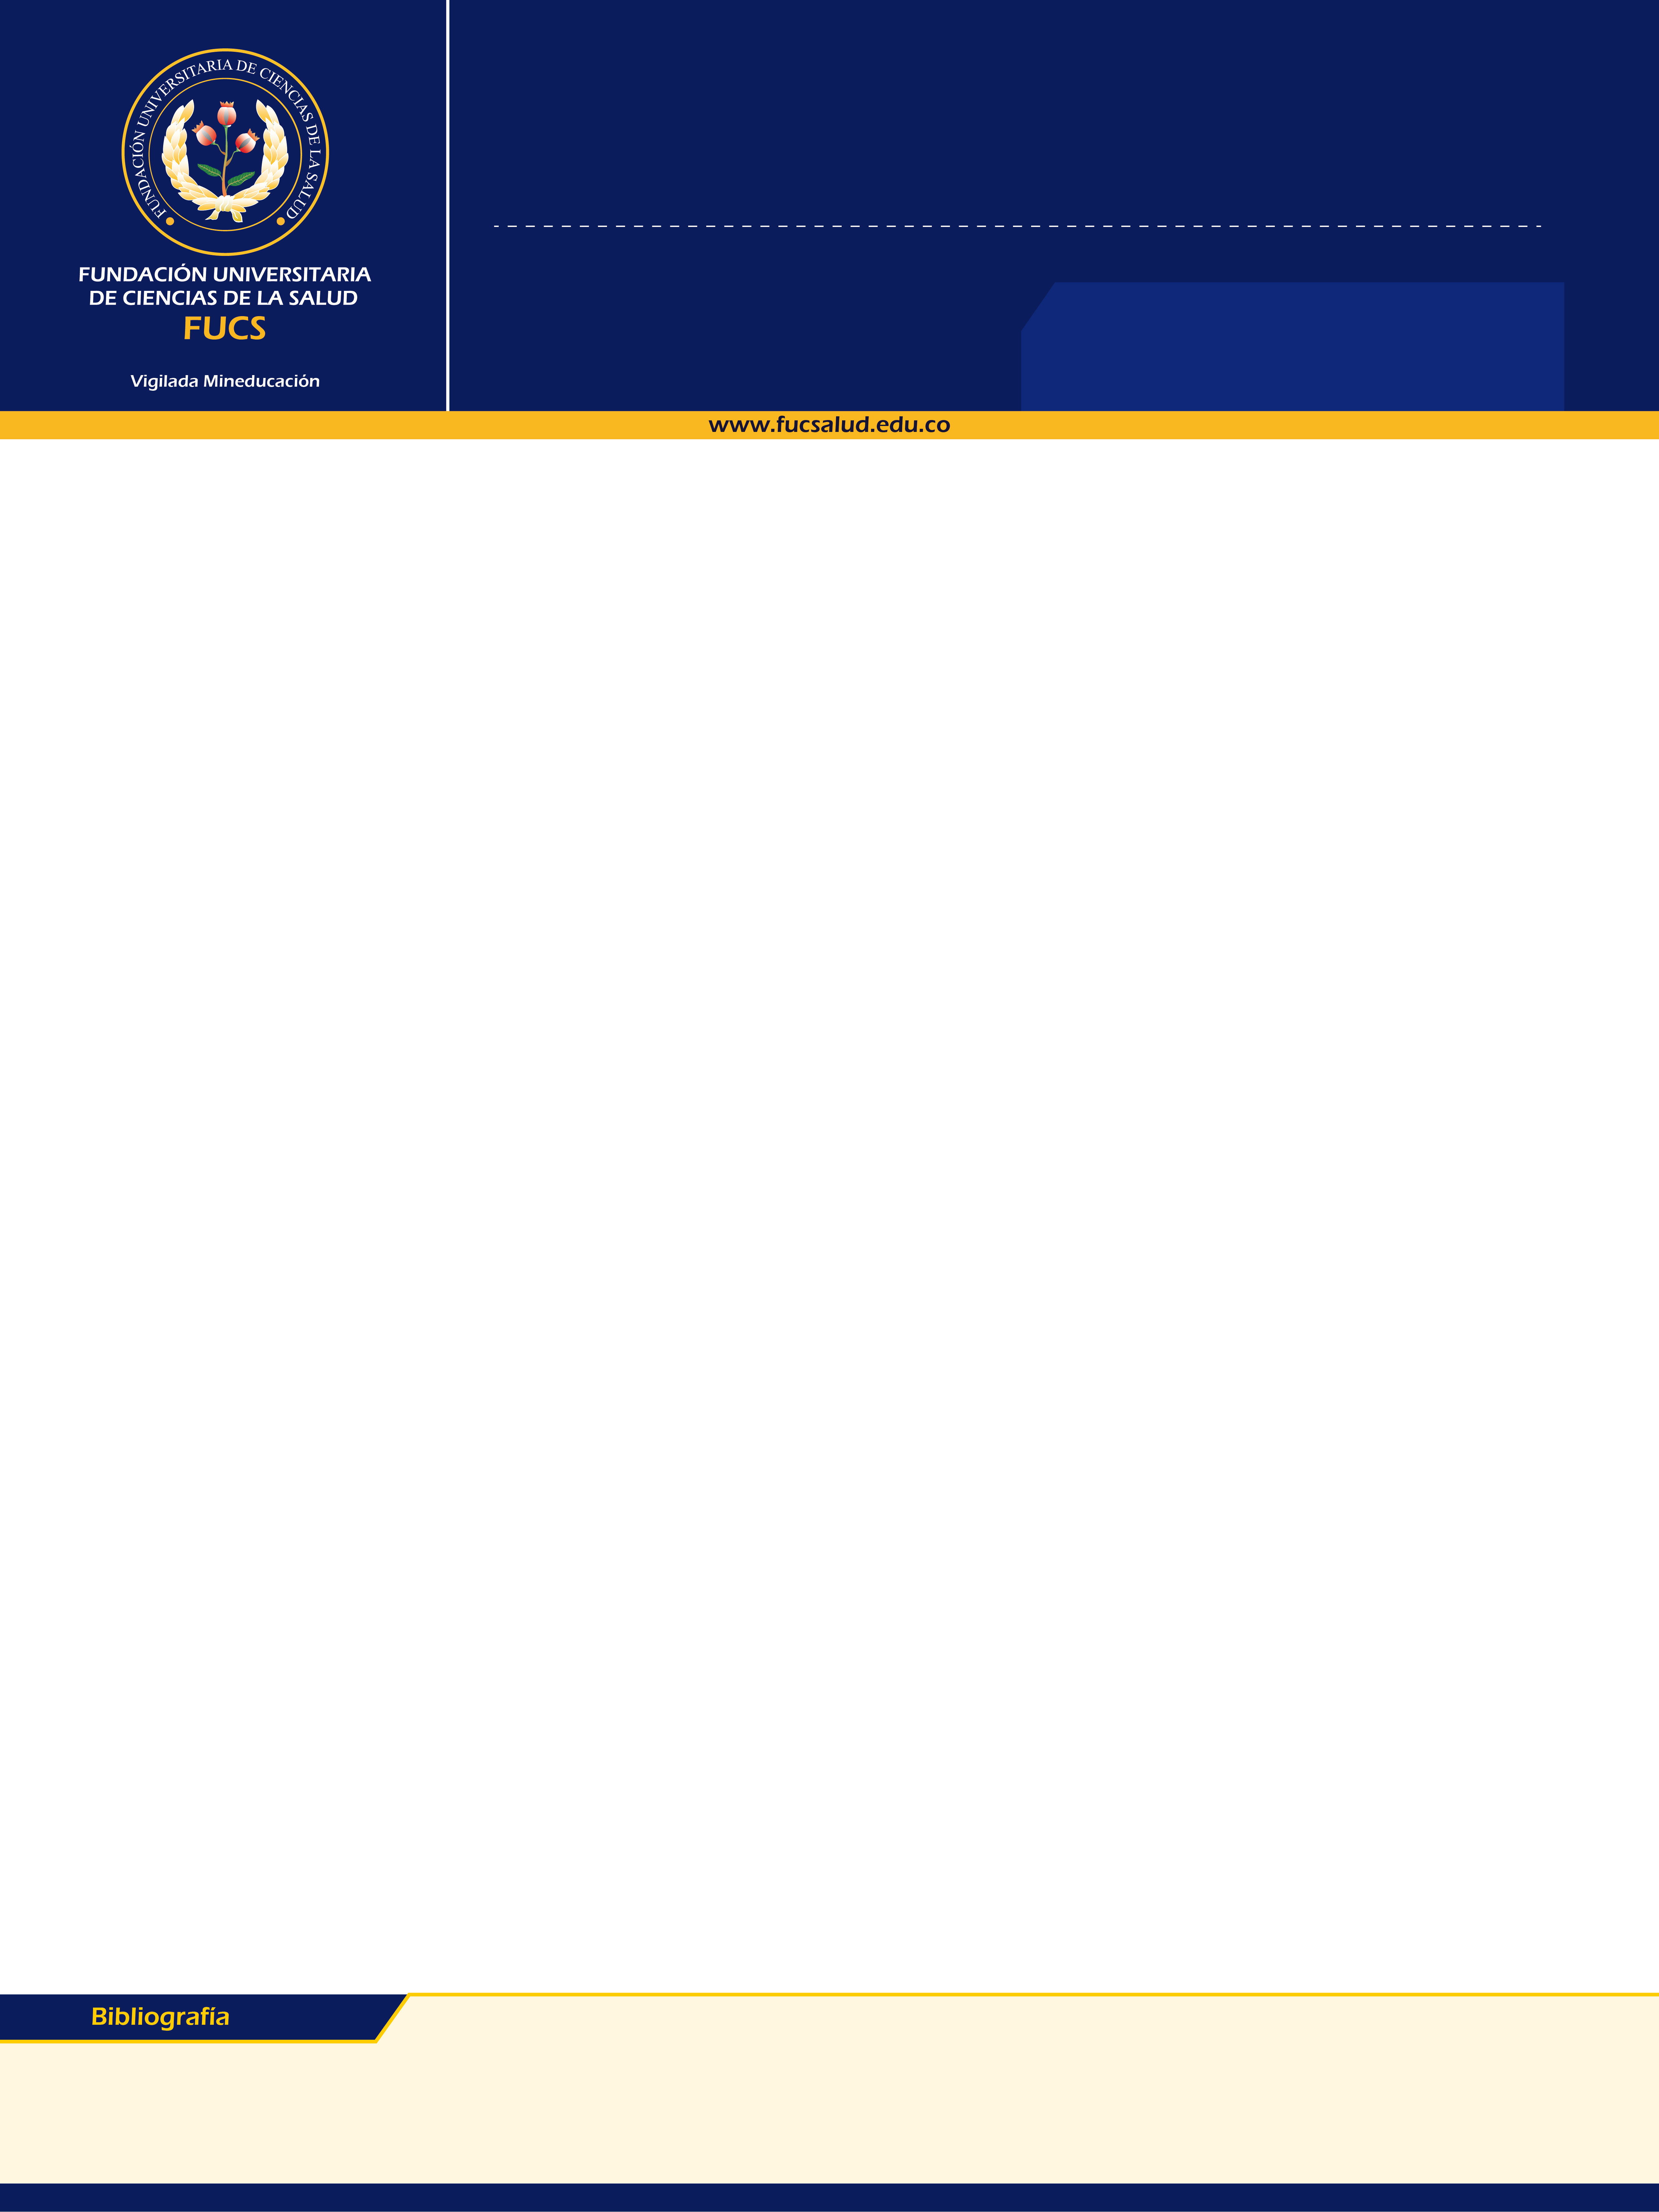 FUNDACIÓN UNIVERSITARIA DE CIENCIAS DE LA SALUD
FUNDACIÓN UNIVERSITARIA
DE CIENCIAS DE LA SALUD
FUCS
Vigilada Mineducación
www.fucsalud.edu.co
Bibliografía